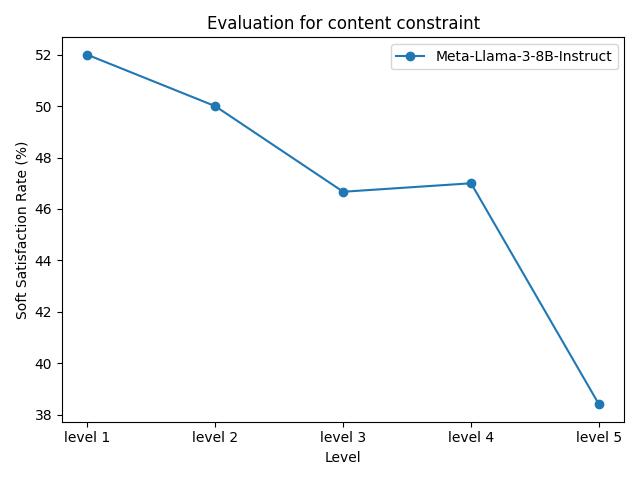 Evaluation for content constraint
Meta-Llama-3-8B-Instruct
Soft Satisfaction Rate (%)
52
50
48
46
44
42
40
38
level 1 level 2 level 3 level 4 level 5
Level